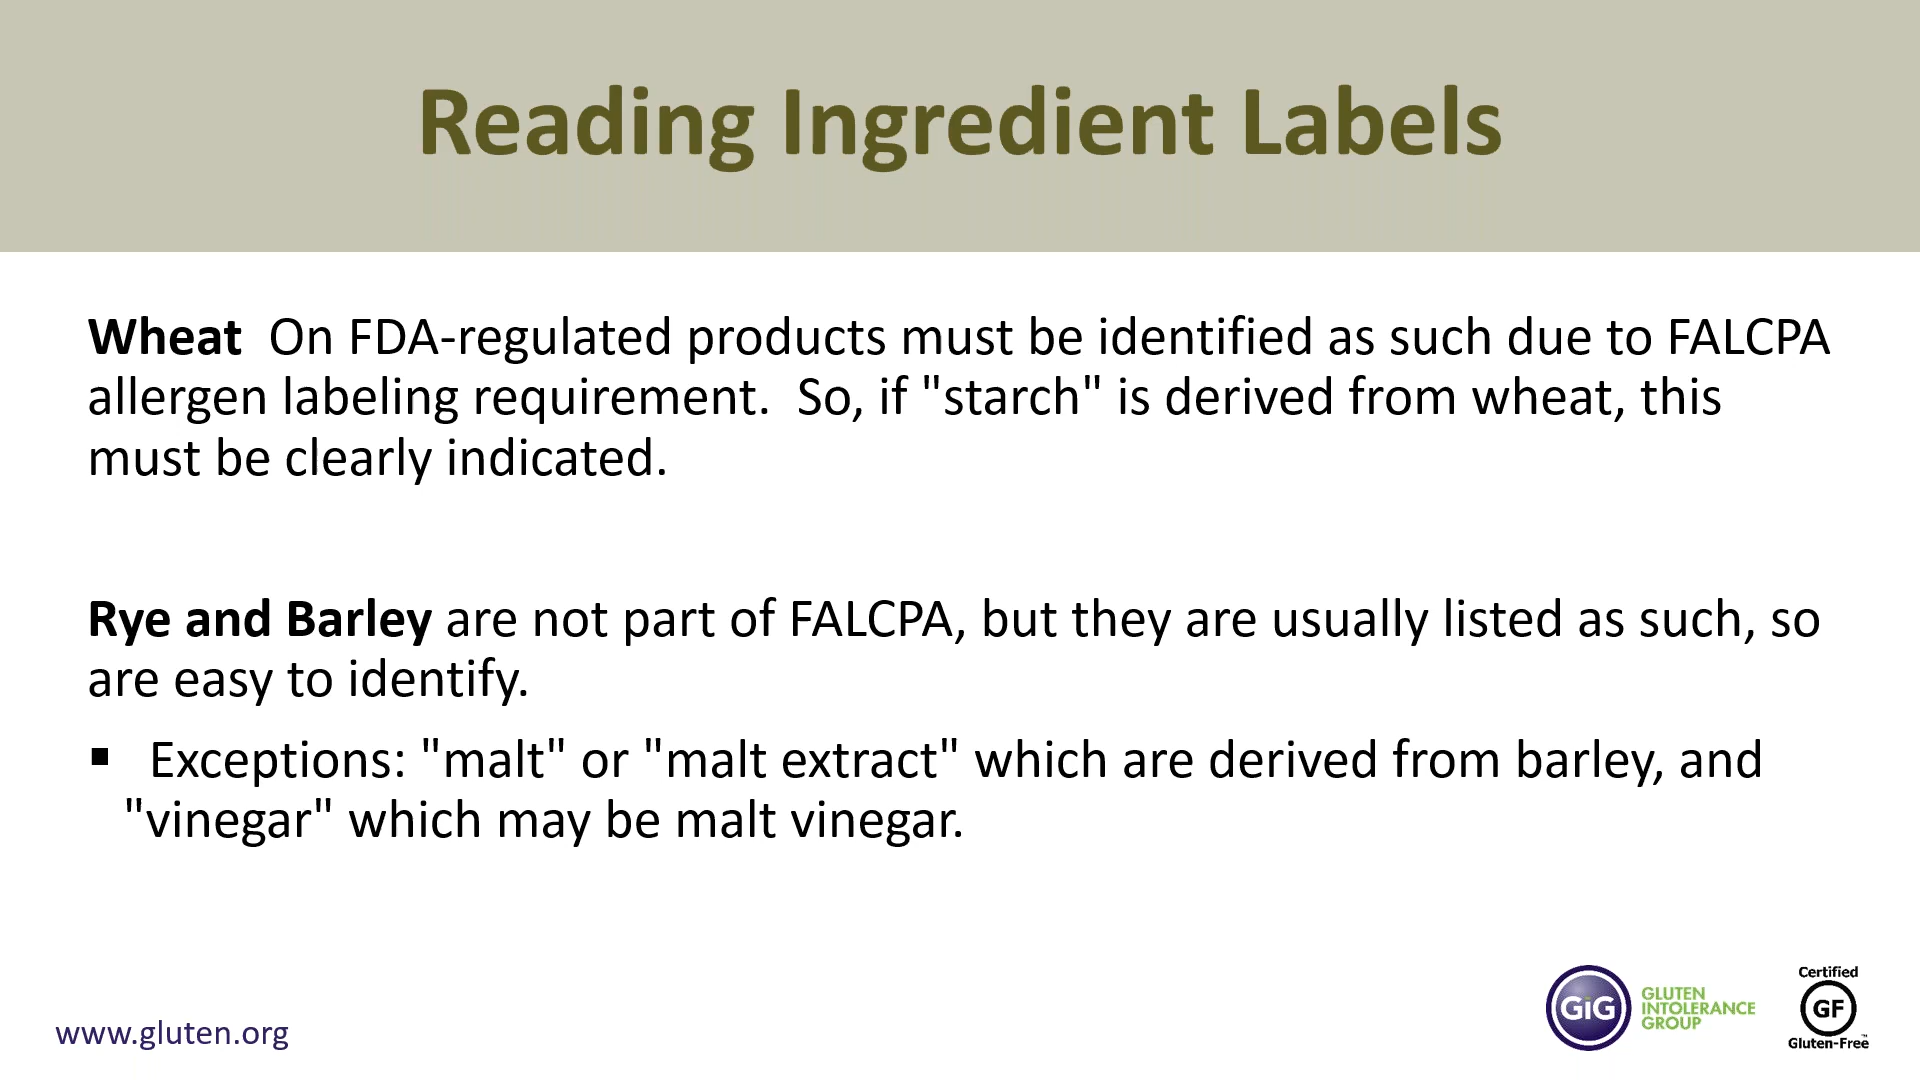 Reading Ingredient Labels
Wheat  On FDA-regulated products must be identified as such due to FALCPA
allergen labeling requirement.  So, if "starch" is derived from wheat, this
must be clearly indicated.
Rye and Barley are not part of FALCPA, but they are usually listed as such, so
are easy to identify.
▪ Exceptions: "malt" or "malt extract" which are derived from barley, and
"vinegar" which may be malt vinegar.
www.gluten.org
GiG
GLUTEN
INTOLERANCE
GROUP
Certified
GF
Gluten-Free™